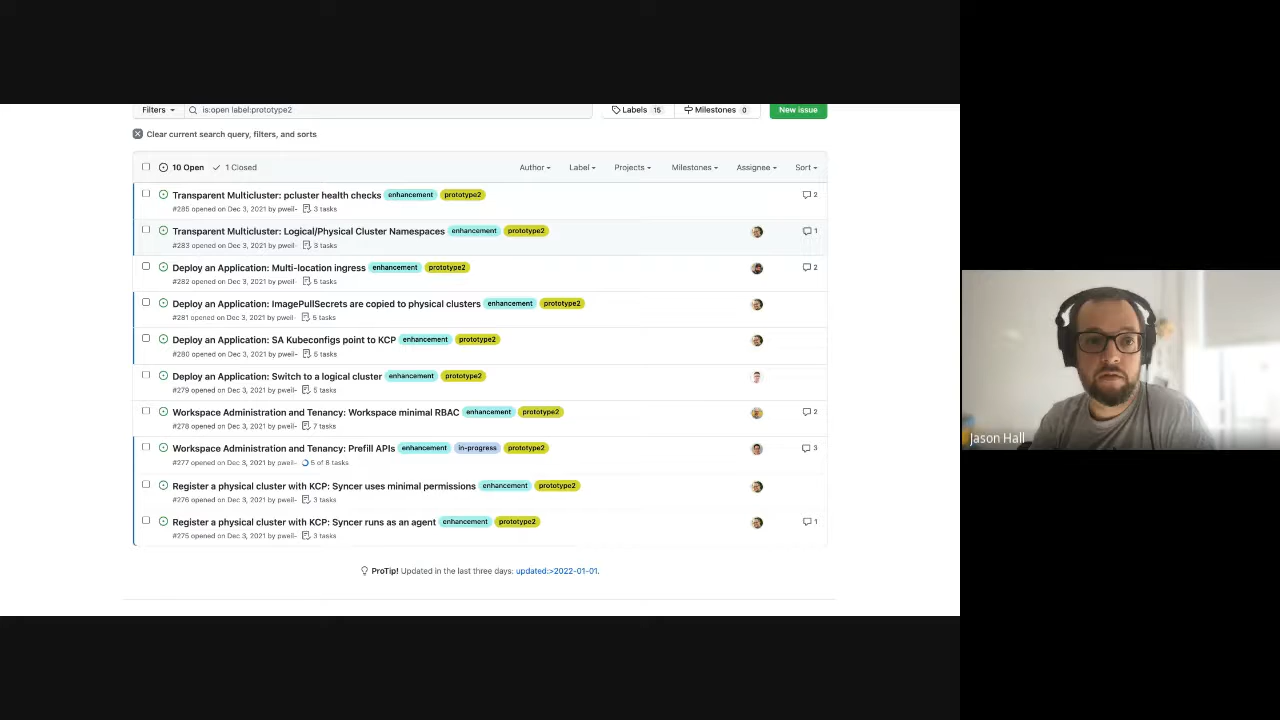 Filters
is:open label:prototype2
Labels 15
Milestones 0
New issue
Clear current search query, filters, and sorts
10 Open 1 Closed
Author Label Projects Milestones Assignee Sort
Transparent Multicluster: pcluster health checks enhancement prototype2 2
#285 opened on Dec 3, 2021 by pweil- 3 tasks
Transparent Multicluster: Logical/Physical Cluster Namespaces enhancement prototype2 1
#283 opened on Dec 3, 2021 by pweil- 3 tasks
Deploy an Application: Multi-location ingress enhancement prototype2 2
#282 opened on Dec 3, 2021 by pweil- 5 tasks
Deploy an Application: ImagePullSecrets are copied to physical clusters enhancement prototype2
#281 opened on Dec 3, 2021 by pweil- 5 tasks
Deploy an Application: SA Kubeconfigs point to KCP enhancement prototype2
#280 opened on Dec 3, 2021 by pweil- 5 tasks
Deploy an Application: Switch to a logical cluster enhancement prototype2
#279 opened on Dec 3, 2021 by pweil- 5 tasks
Workspace Administration and Tenancy: Workspace minimal RBAC enhancement prototype2 2
#278 opened on Dec 3, 2021 by pweil- 7 tasks
Workspace Administration and Tenancy: Prefill APIs enhancement in-progress prototype2 3
#277 opened on Dec 3, 2021 by pweil- 5 of 8 tasks
Register a physical cluster with KCP: Syncer uses minimal permissions enhancement prototype2
#276 opened on Dec 3, 2021 by pweil- 3 tasks
Register a physical cluster with KCP: Syncer runs as an agent enhancement prototype2 1
#275 opened on Dec 3, 2021 by pweil- 3 tasks
ProTip! Updated in the last three days: updated:>2022-01-01.
Jason Hall